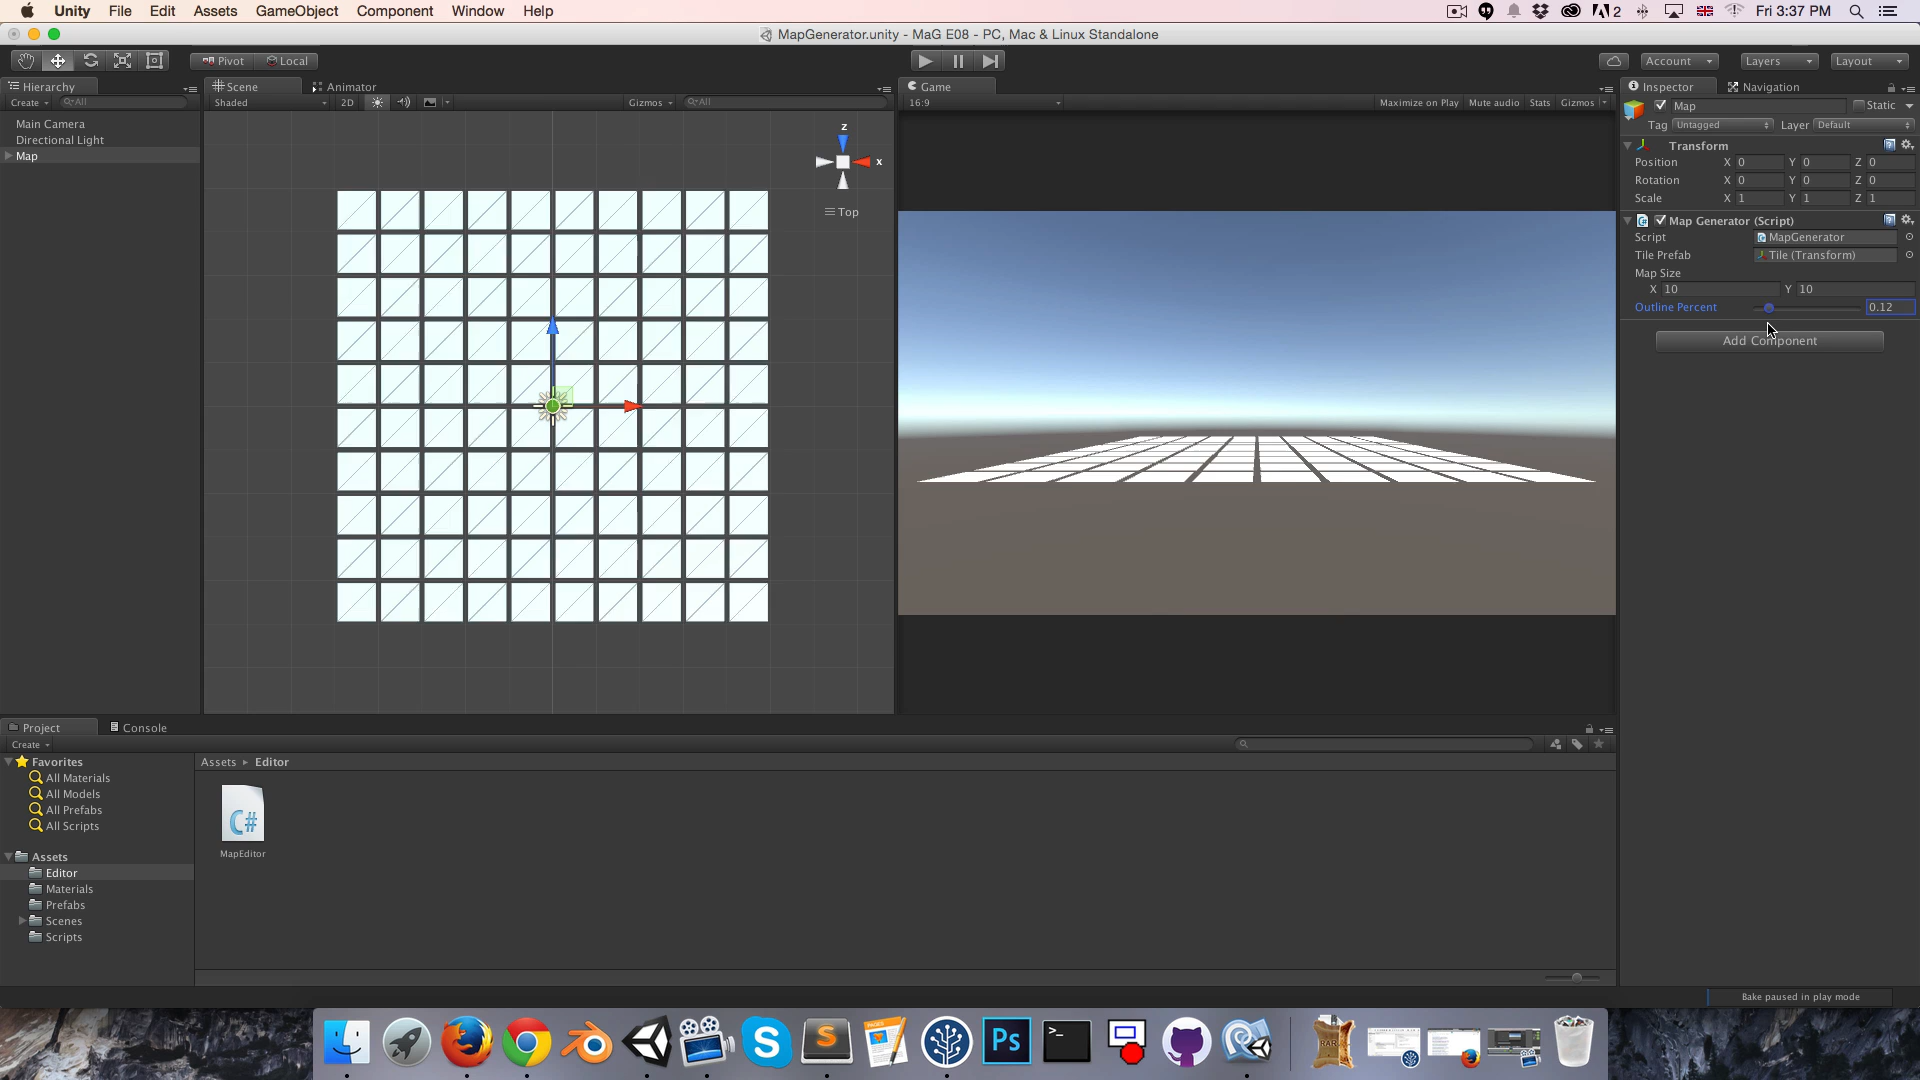 Unity File Edit Assets GameObject Component Window Help 2 Fri 3:37 PM
MapGenerator.unity - MaG E08 - PC, Mac & Linux Standalone
Pivot Local Account Layers Layout
Hierarchy Scene Animator Game Inspector Navigation
Create All Shaded 2D Gizmos All 16:9 Maximize on Play Mute audio Stats Gizmos
Main Camera
Directional Light
Map
z
x
Top
Map Static
Tag Untagged Layer Default
Transform
Position X 0 Y 0 Z 0
Rotation X 0 Y 0 Z 0
Scale X 1 Y 1 Z 1
Map Generator (Script)
Script MapGenerator
Tile Prefab Tile (Transform)
Map Size
X 10 Y 10
Outline Percent 0.12
Add Component
Project Console
Create
Favorites
All Materials
All Models
All Prefabs
All Scripts
Assets
Editor
Materials
Prefabs
Scenes
Scripts
Assets Editor
C#
MapEditor
Bake paused in play mode
Ps
>_
BAR